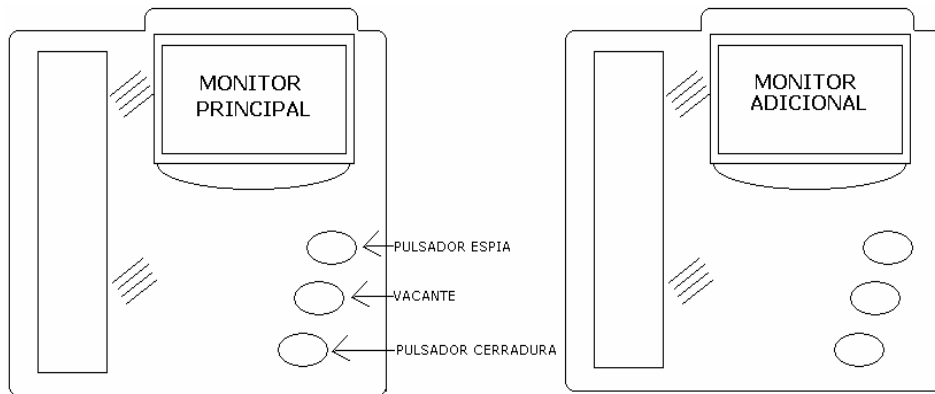 MONITOR
PRINCIPAL
MONITOR
ADICIONAL
PULSADOR ESPIA
VACANTE
PULSADOR CERRADURA